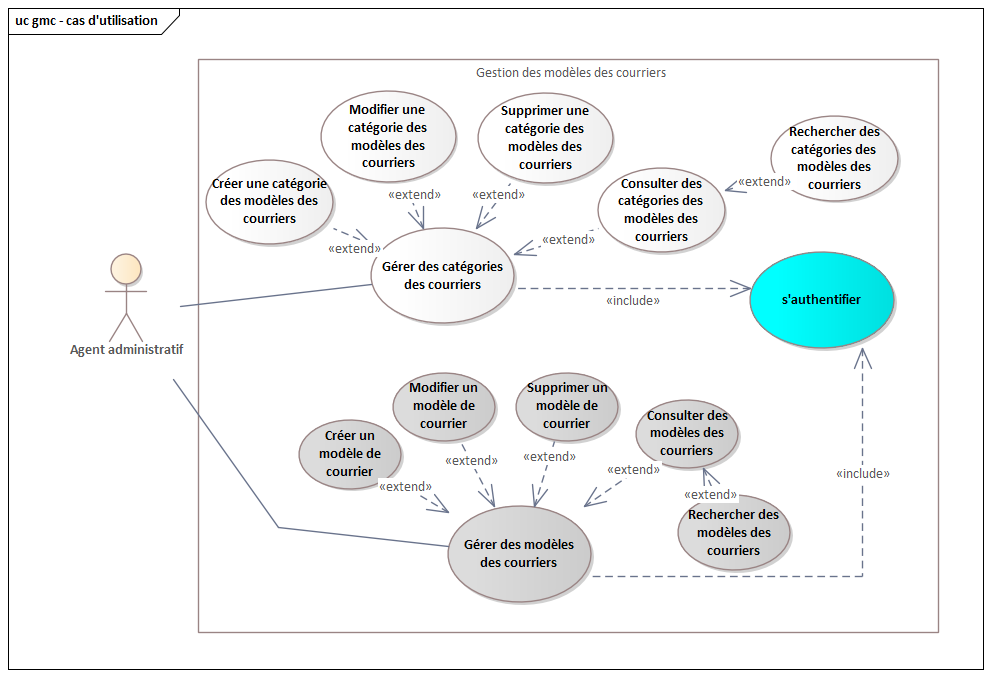 uc gmc - cas d'utilisation
Gestion des modèles des courriers
Modifier une
catégorie des
modèles des
courriers
Supprimer une
catégorie des
modèles des
courriers
Rechercher des
catégories des
modèles des
courriers
Créer une catégorie
des modèles des
courriers
Consulter des
catégories des
modèles des
courriers
«extend»
«extend»
«extend»
«extend»
«extend»
Gérer des catégories
des courriers
«include»
s'authentifier
Agent administratif
Créer un
modèle de
courrier
Modifier un
modèle de
courrier
Supprimer un
modèle de
courrier
Consulter des
modèles des
courriers
«extend»
«extend»
«extend»
«extend»
«extend»
«include»
Rechercher des
modèles des
courriers
Gérer des modèles
des courriers